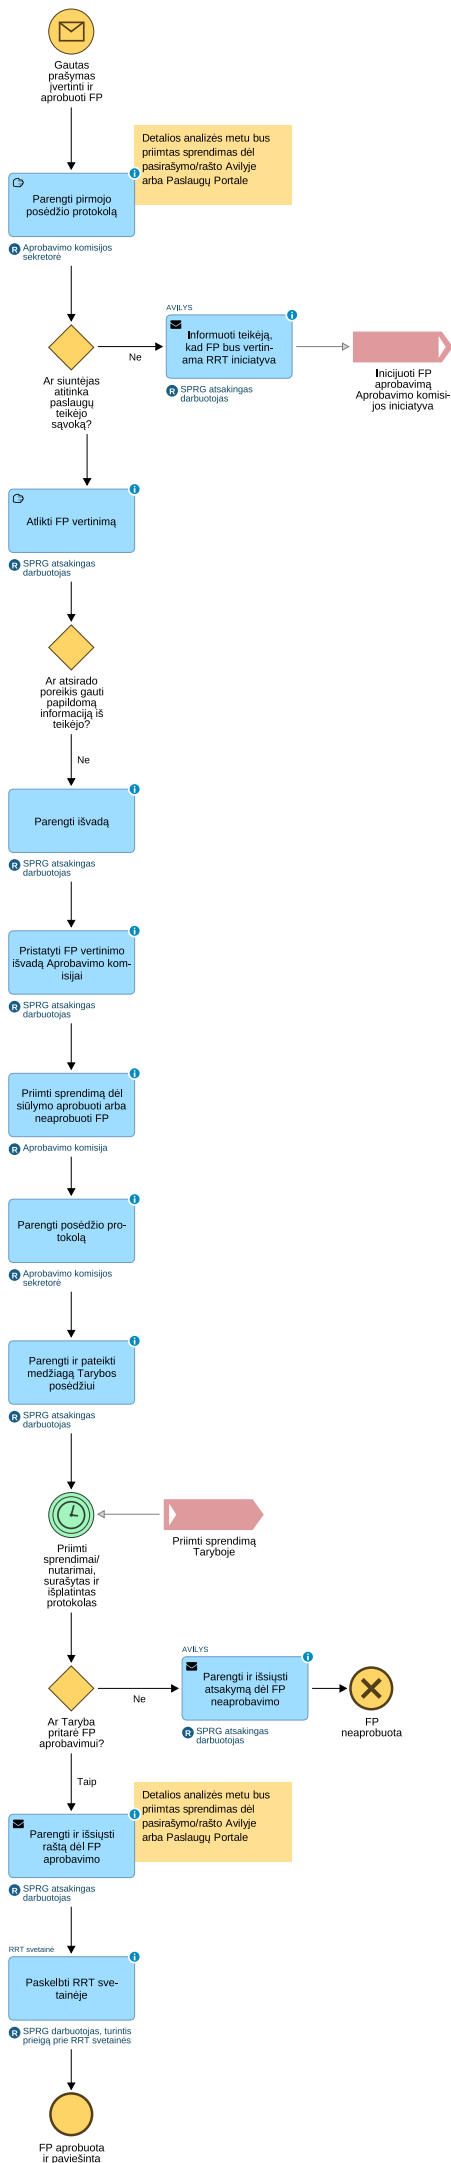 Gautas
prašymas
įvertinti ir
aprobuoti FP
Detalios analizės metu bus
priimtas sprendimas dėl
pasirašymo/rašto Avilyje
arba Paslaugų Portale
Parengti pirmojo
posėdžio protokolą
R Aprobavimo komisijos
sekretorė
AVILYS
Informuoti teikėją,
kad FP bus vertin-
ama RRT iniciatyva
R SPRG atsakingas
darbuotojas
Ne
Inicijuoti FP
aprobavimą
Aprobavimo komisi-
jos iniciatyva
Ar siuntėjas
atitinka
paslaugų
teikėjo
sąvoką?
Atlikti FP vertinimą
R SPRG atsakingas
darbuotojas
Ar atsirado
poreikis gauti
papildomą
informaciją iš
teikėjo?
Ne
Parengti išvadą
R SPRG atsakingas
darbuotojas
Pristatyti FP vertinimo
išvadą Aprobavimo kom-
isijai
R SPRG atsakingas
darbuotojas
Priimti sprendimą dėl
siūlymo aprobuoti arba
neaprobuoti FP
R Aprobavimo komisija
Parengti posėdžio pro-
tokolą
R Aprobavimo komisijos
sekretorė
Parengti ir pateikti
medžiagą Tarybos
posėdžiui
R SPRG atsakingas
darbuotojas
Priimti sprendimą
Taryboje
Priimti
sprendimai/
nutarimai,
surašytas ir
išplatintas
protokolas
AVILYS
Parengti ir išsiųsti
atsakymą dėl FP
neaprobavimo
R SPRG atsakingas
darbuotojas
Ne
FP
neaprobuota
Ar Taryba
pritarė FP
aprobavimui?
Taip
Detalios analizės metu bus
priimtas sprendimas dėl
pasirašymo/rašto Avilyje
arba Paslaugų Portale
Parengti ir išsiųsti
raštą dėl FP
aprobavimo
R SPRG atsakingas
darbuotojas
RRT svetainė
Paskelbti RRT sve-
tainėje
R SPRG darbuotojas, turintis
prieigą prie RRT svetainės
FP aprobuota
ir paviešinta